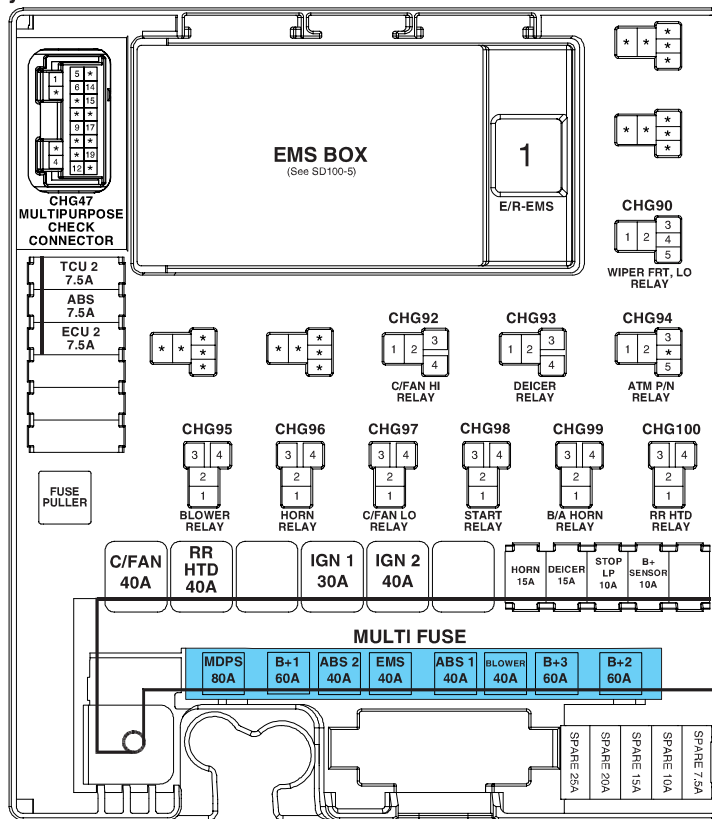 5 *
1 6 14
* * 15
* *
9 17
* * *
4 * 19
12 *
CHG47
MULTIPURPOSE
CHECK
CONNECTOR
EMS BOX
(See SD100-5)
1
E/R-EMS
* * *
*
*
* * *
*
*
CHG90
1 2 3
4
5
WIPER FRT, LO
RELAY
TCU 2
7.5A
ABS
7.5A
ECU 2
7.5A
* * *
*
*
* * *
*
*
CHG92
1 2 3
4
C/FAN HI
RELAY
CHG93
1 2 3
4
DEICER
RELAY
CHG94
1 2 3
*
5
ATM P/N
RELAY
FUSE
PULLER
CHG95
3 4
2
1
BLOWER
RELAY
CHG96
3 4
2
1
HORN
RELAY
CHG97
3 4
2
1
C/FAN LO
RELAY
CHG98
3 4
2
1
START
RELAY
CHG99
3 4
2
1
B/A HORN
RELAY
CHG100
3 4
2
1
RR HTD
RELAY
C/FAN
40A
RR
HTD
40A
IGN 1
30A
IGN 2
40A
HORN
15A
DEICER
15A
STOP
LP
10A
B+
SENSOR
10A
MULTI FUSE
MDPS
80A
B+1
60A
ABS 2
40A
EMS
40A
ABS 1
40A
BLOWER
40A
B+3
60A
B+2
60A
SPARE 25A
SPARE 20A
SPARE 15A
SPARE 10A
SPARE 7.5A